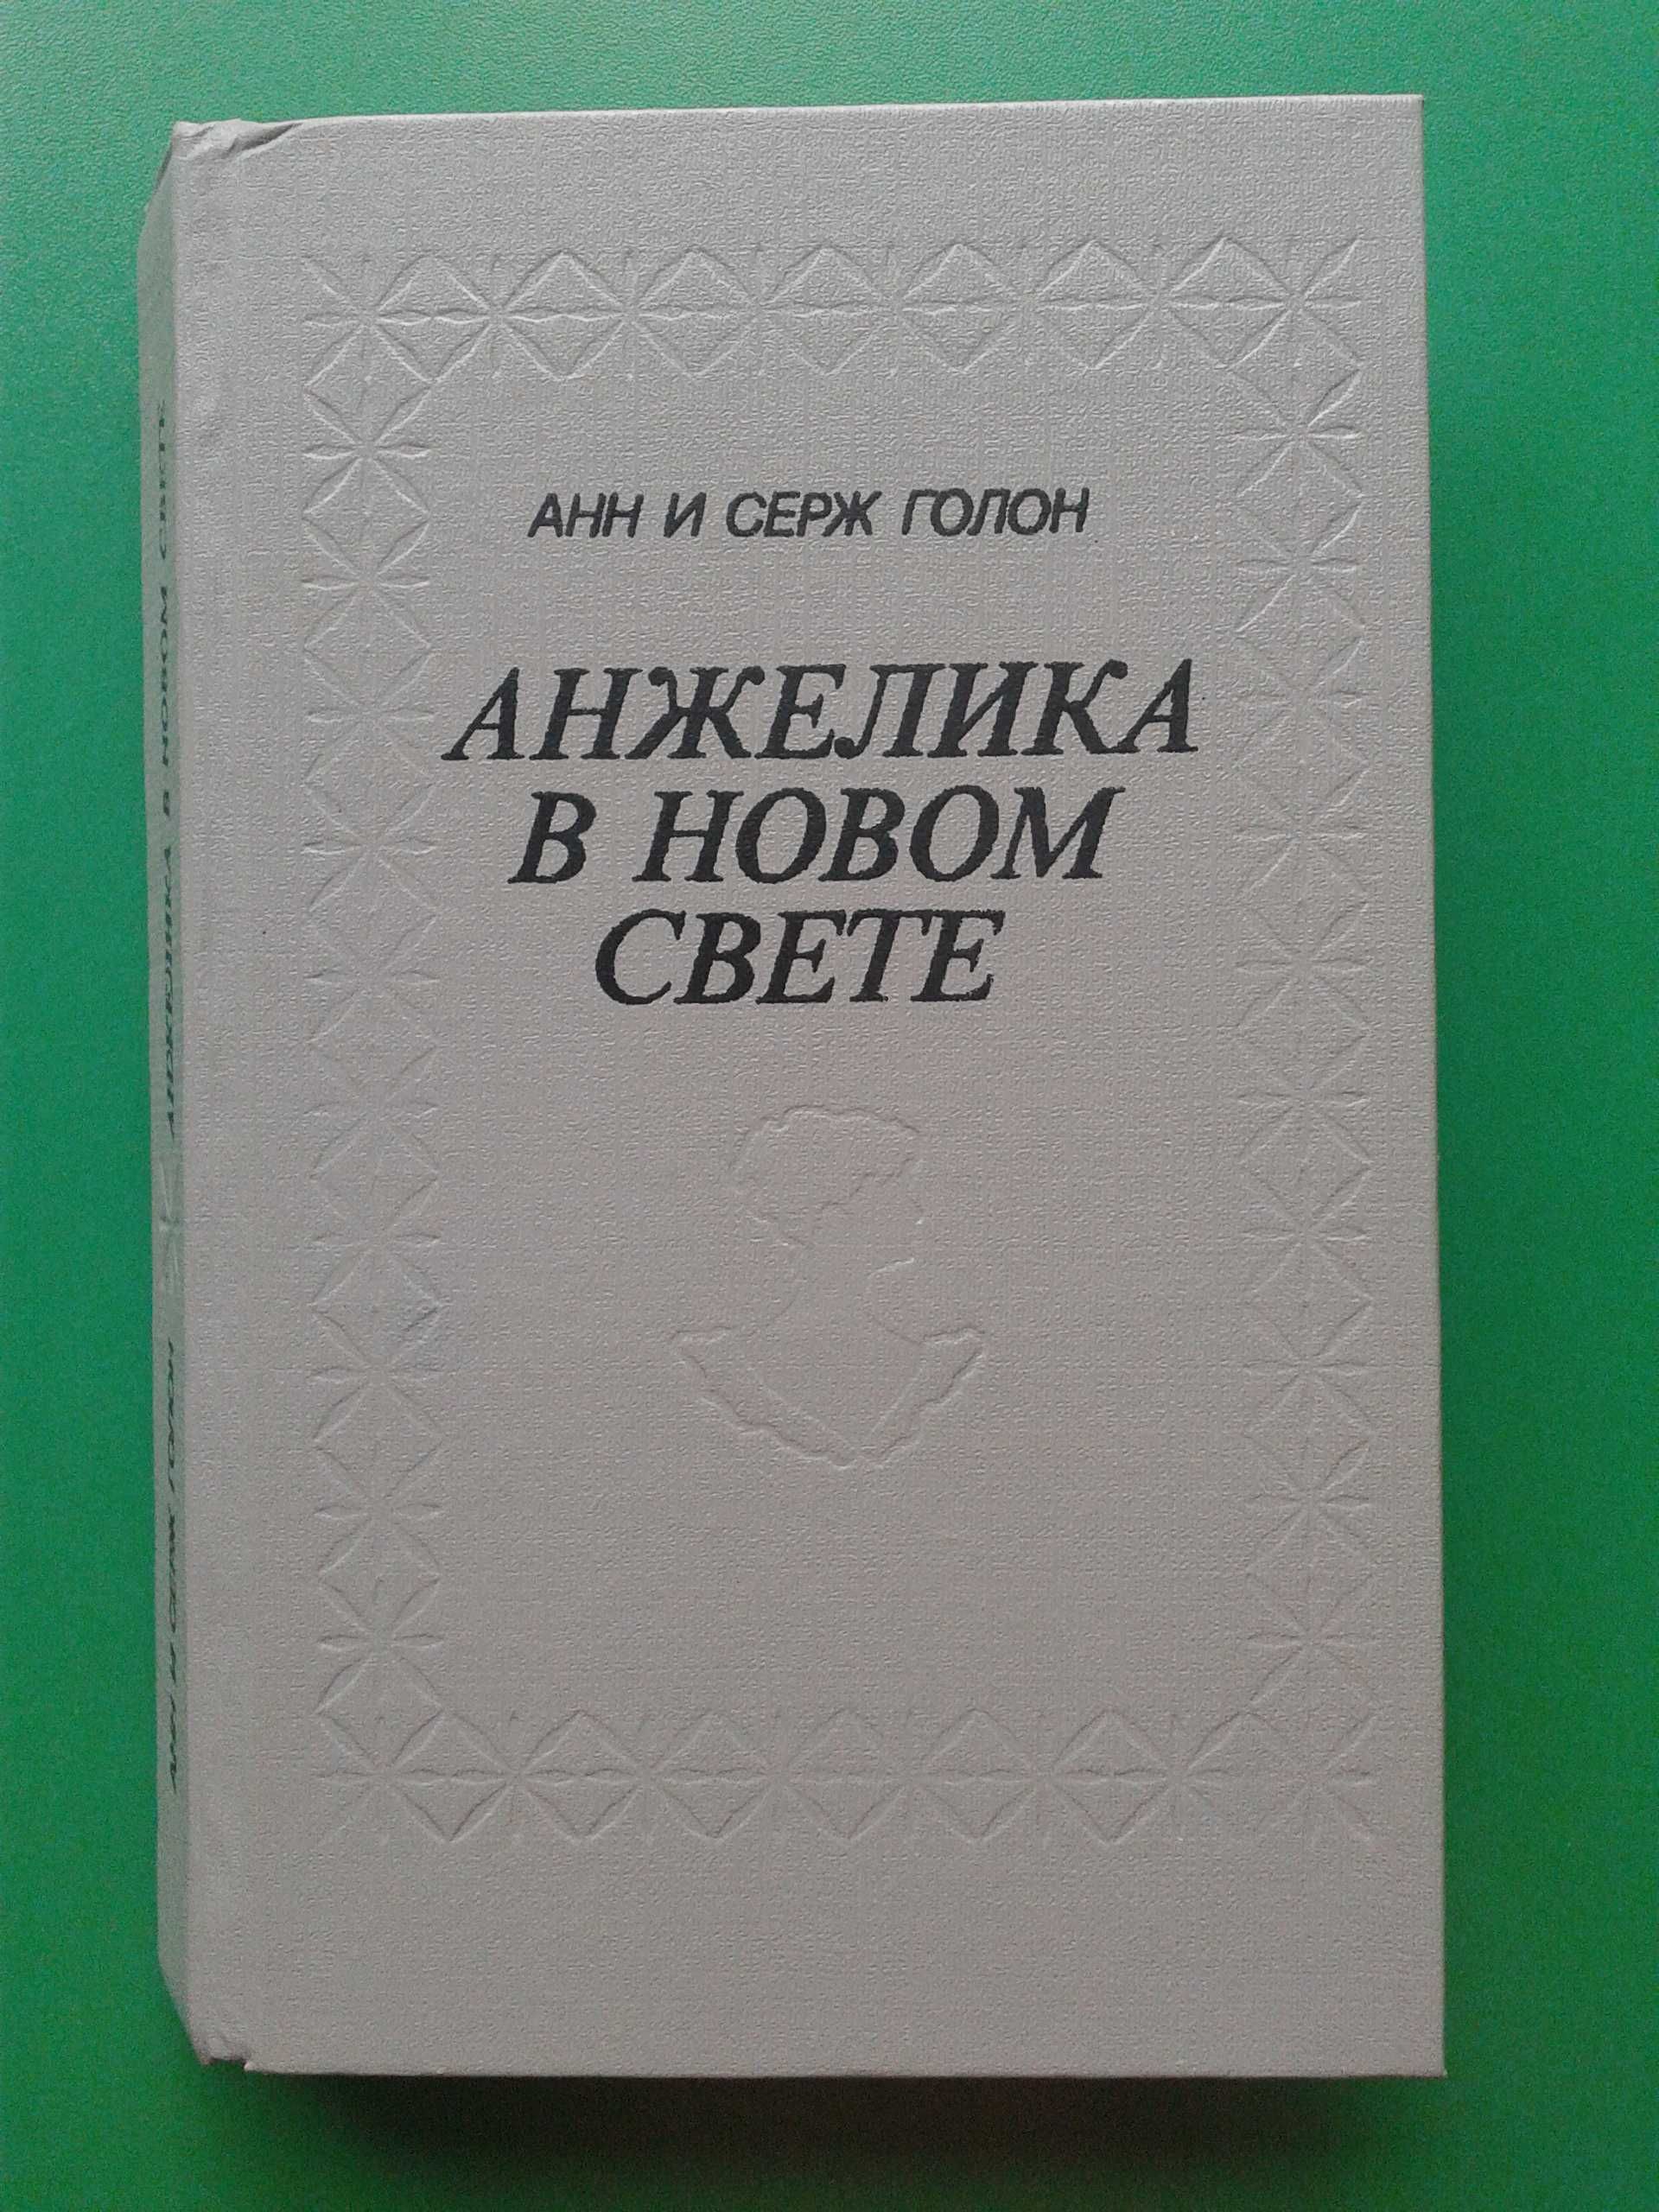 АНН И СЕРЖ ГОЛОН
АНЖЕЛИКА
В НОВОМ
СВЕТЕ
АНН И СЕРЖ ГОЛОН АНЖЕЛИКА В НОВОМ СВЕТЕ